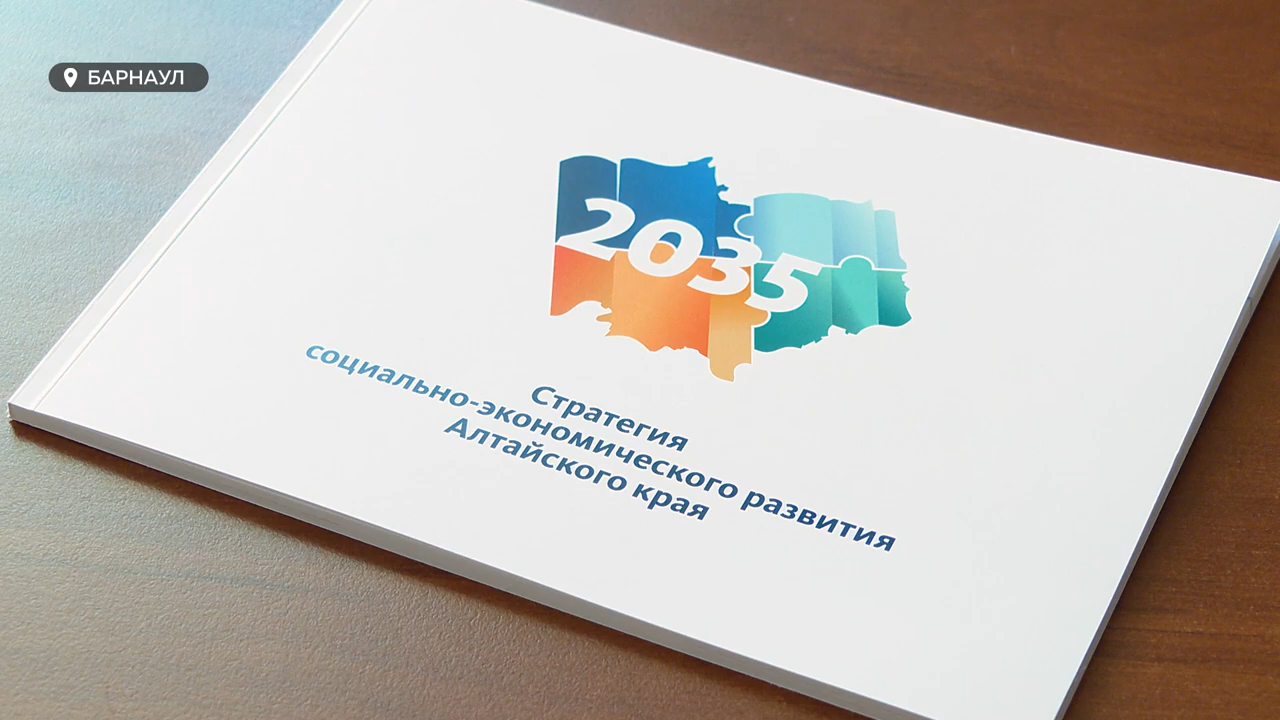 БАРНАУЛ
2035
Стратегия
социально-экономического развития
Алтайского края